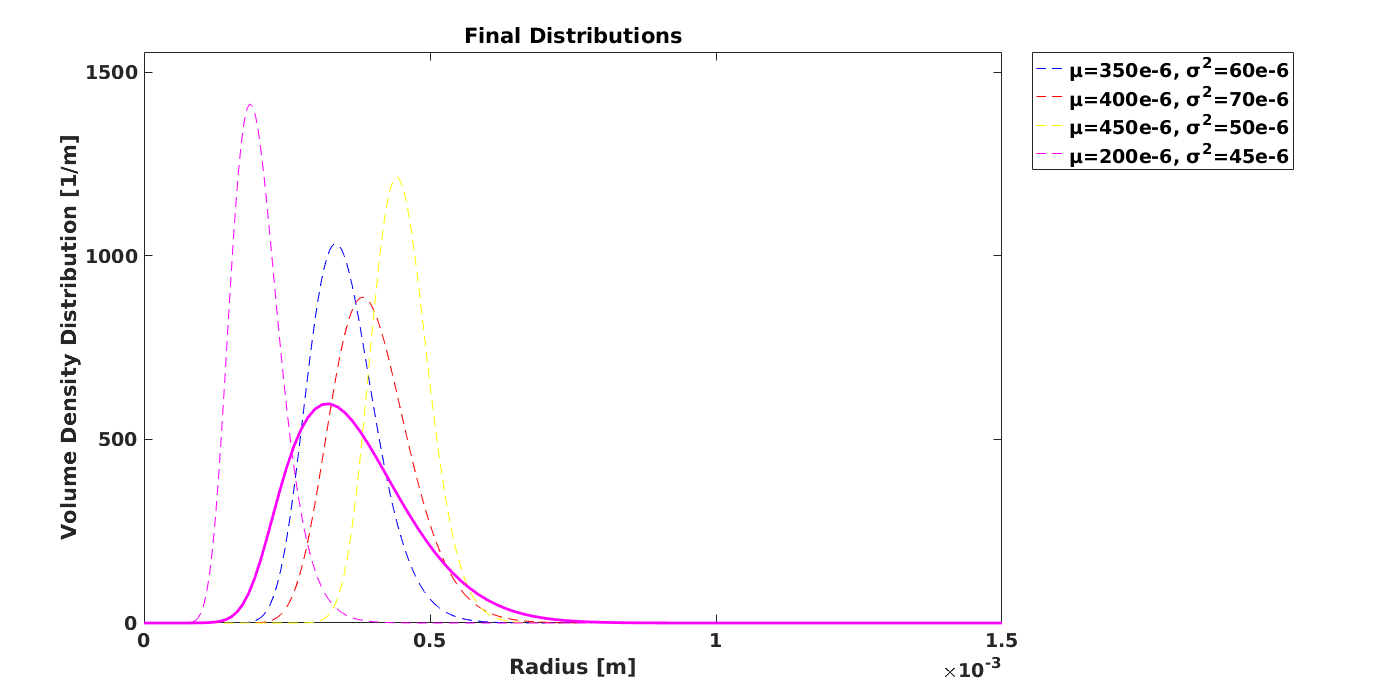 Final Distributions
μ=350e-6, σ²=60e-6
μ=400e-6, σ²=70e-6
μ=450e-6, σ²=50e-6
μ=200e-6, σ²=45e-6
Volume Density Distribution [1/m]
1500
1000
500
0
0 0.5 1 1.5
Radius [m]
×10⁻³